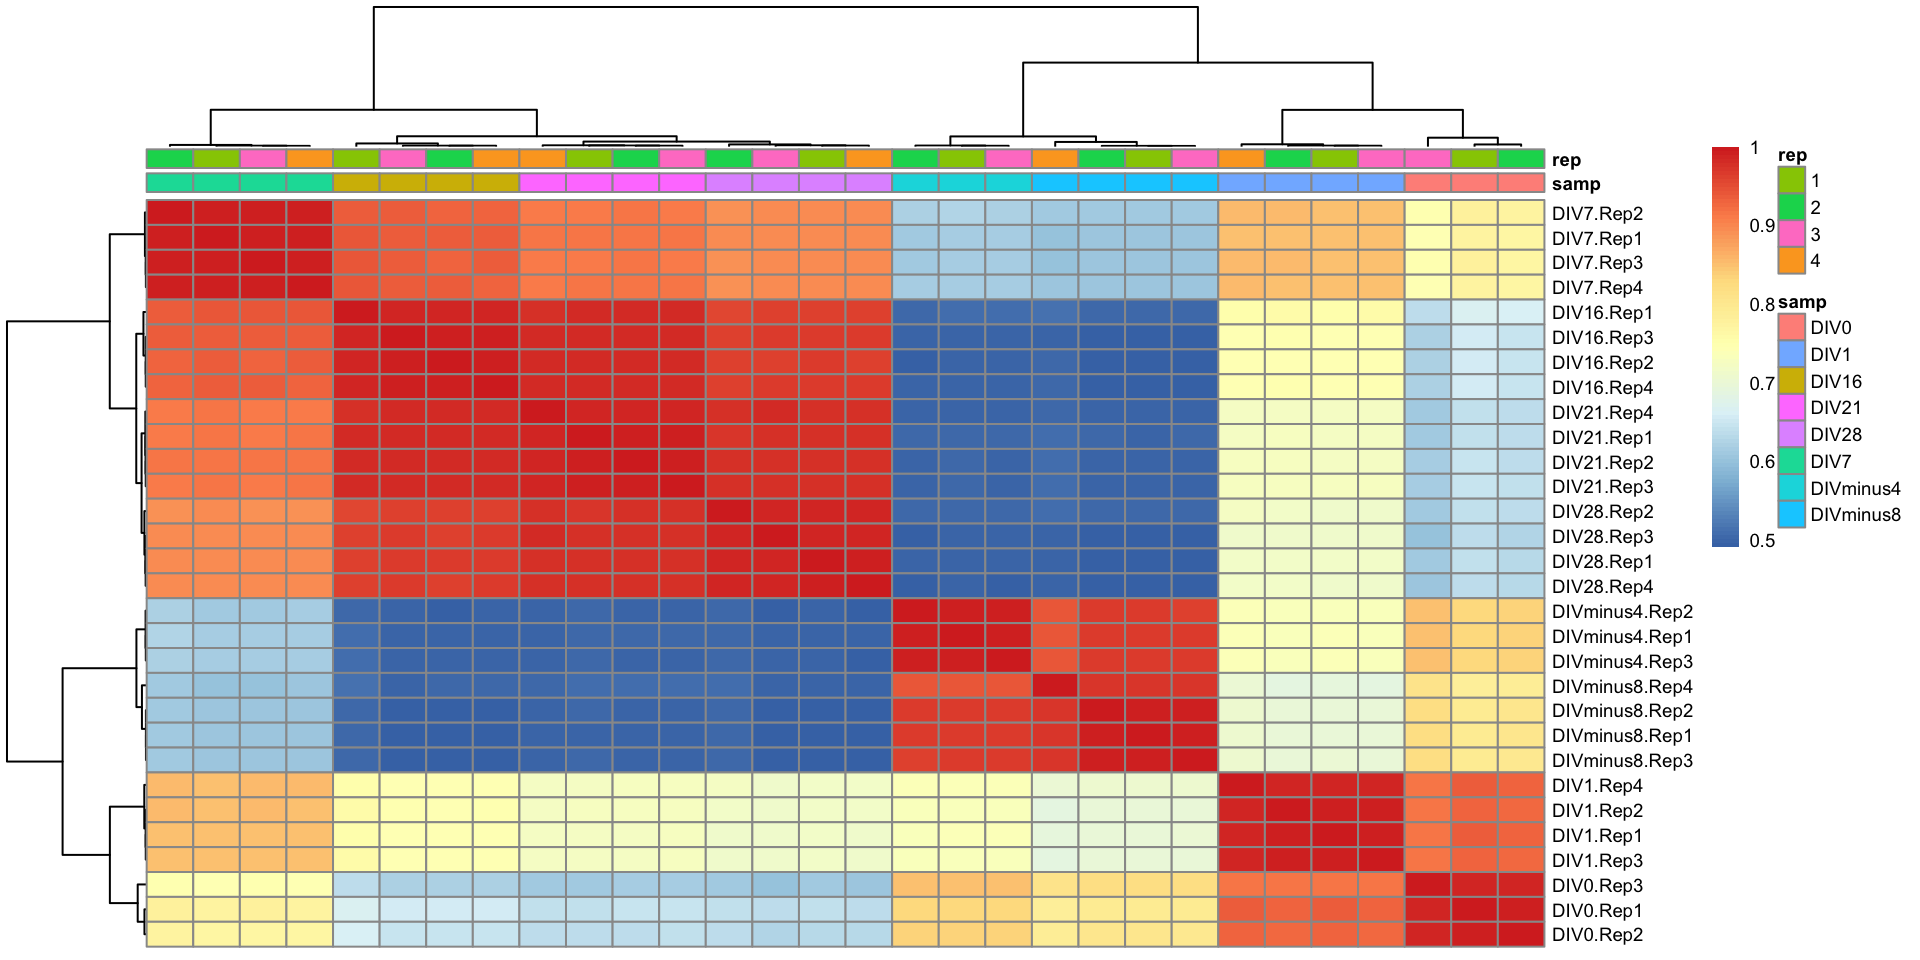 rep
samp
DIV7.Rep2
DIV7.Rep1
DIV7.Rep3
DIV7.Rep4
DIV16.Rep1
DIV16.Rep3
DIV16.Rep2
DIV16.Rep4
DIV21.Rep4
DIV21.Rep1
DIV21.Rep2
DIV21.Rep3
DIV28.Rep2
DIV28.Rep3
DIV28.Rep1
DIV28.Rep4
DIVminus4.Rep2
DIVminus4.Rep1
DIVminus4.Rep3
DIVminus8.Rep4
DIVminus8.Rep2
DIVminus8.Rep1
DIVminus8.Rep3
DIV1.Rep4
DIV1.Rep2
DIV1.Rep1
DIV1.Rep3
DIV0.Rep3
DIV0.Rep1
DIV0.Rep2
1
0.9
0.8
0.7
0.6
0.5
rep
1
2
3
4
samp
DIV0
DIV1
DIV16
DIV21
DIV28
DIV7
DIVminus4
DIVminus8